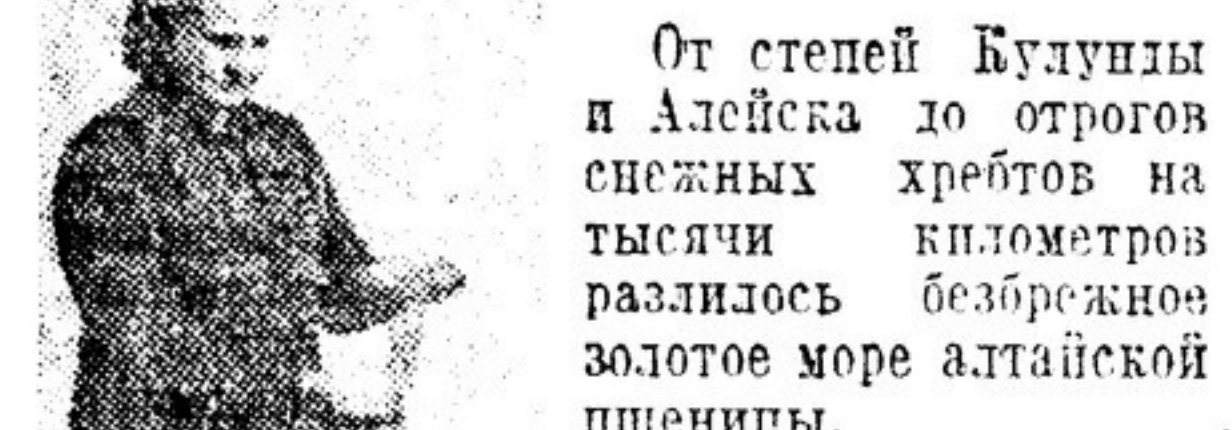 От степей Кулунды
и Алейска до отрогов
снежных хребтов на
тысячи километров
разлилось безбрежное
золотое море алтайской
пшеницы.